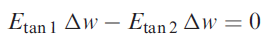 E_{tan 1} Δw − E_{tan 2} Δw = 0